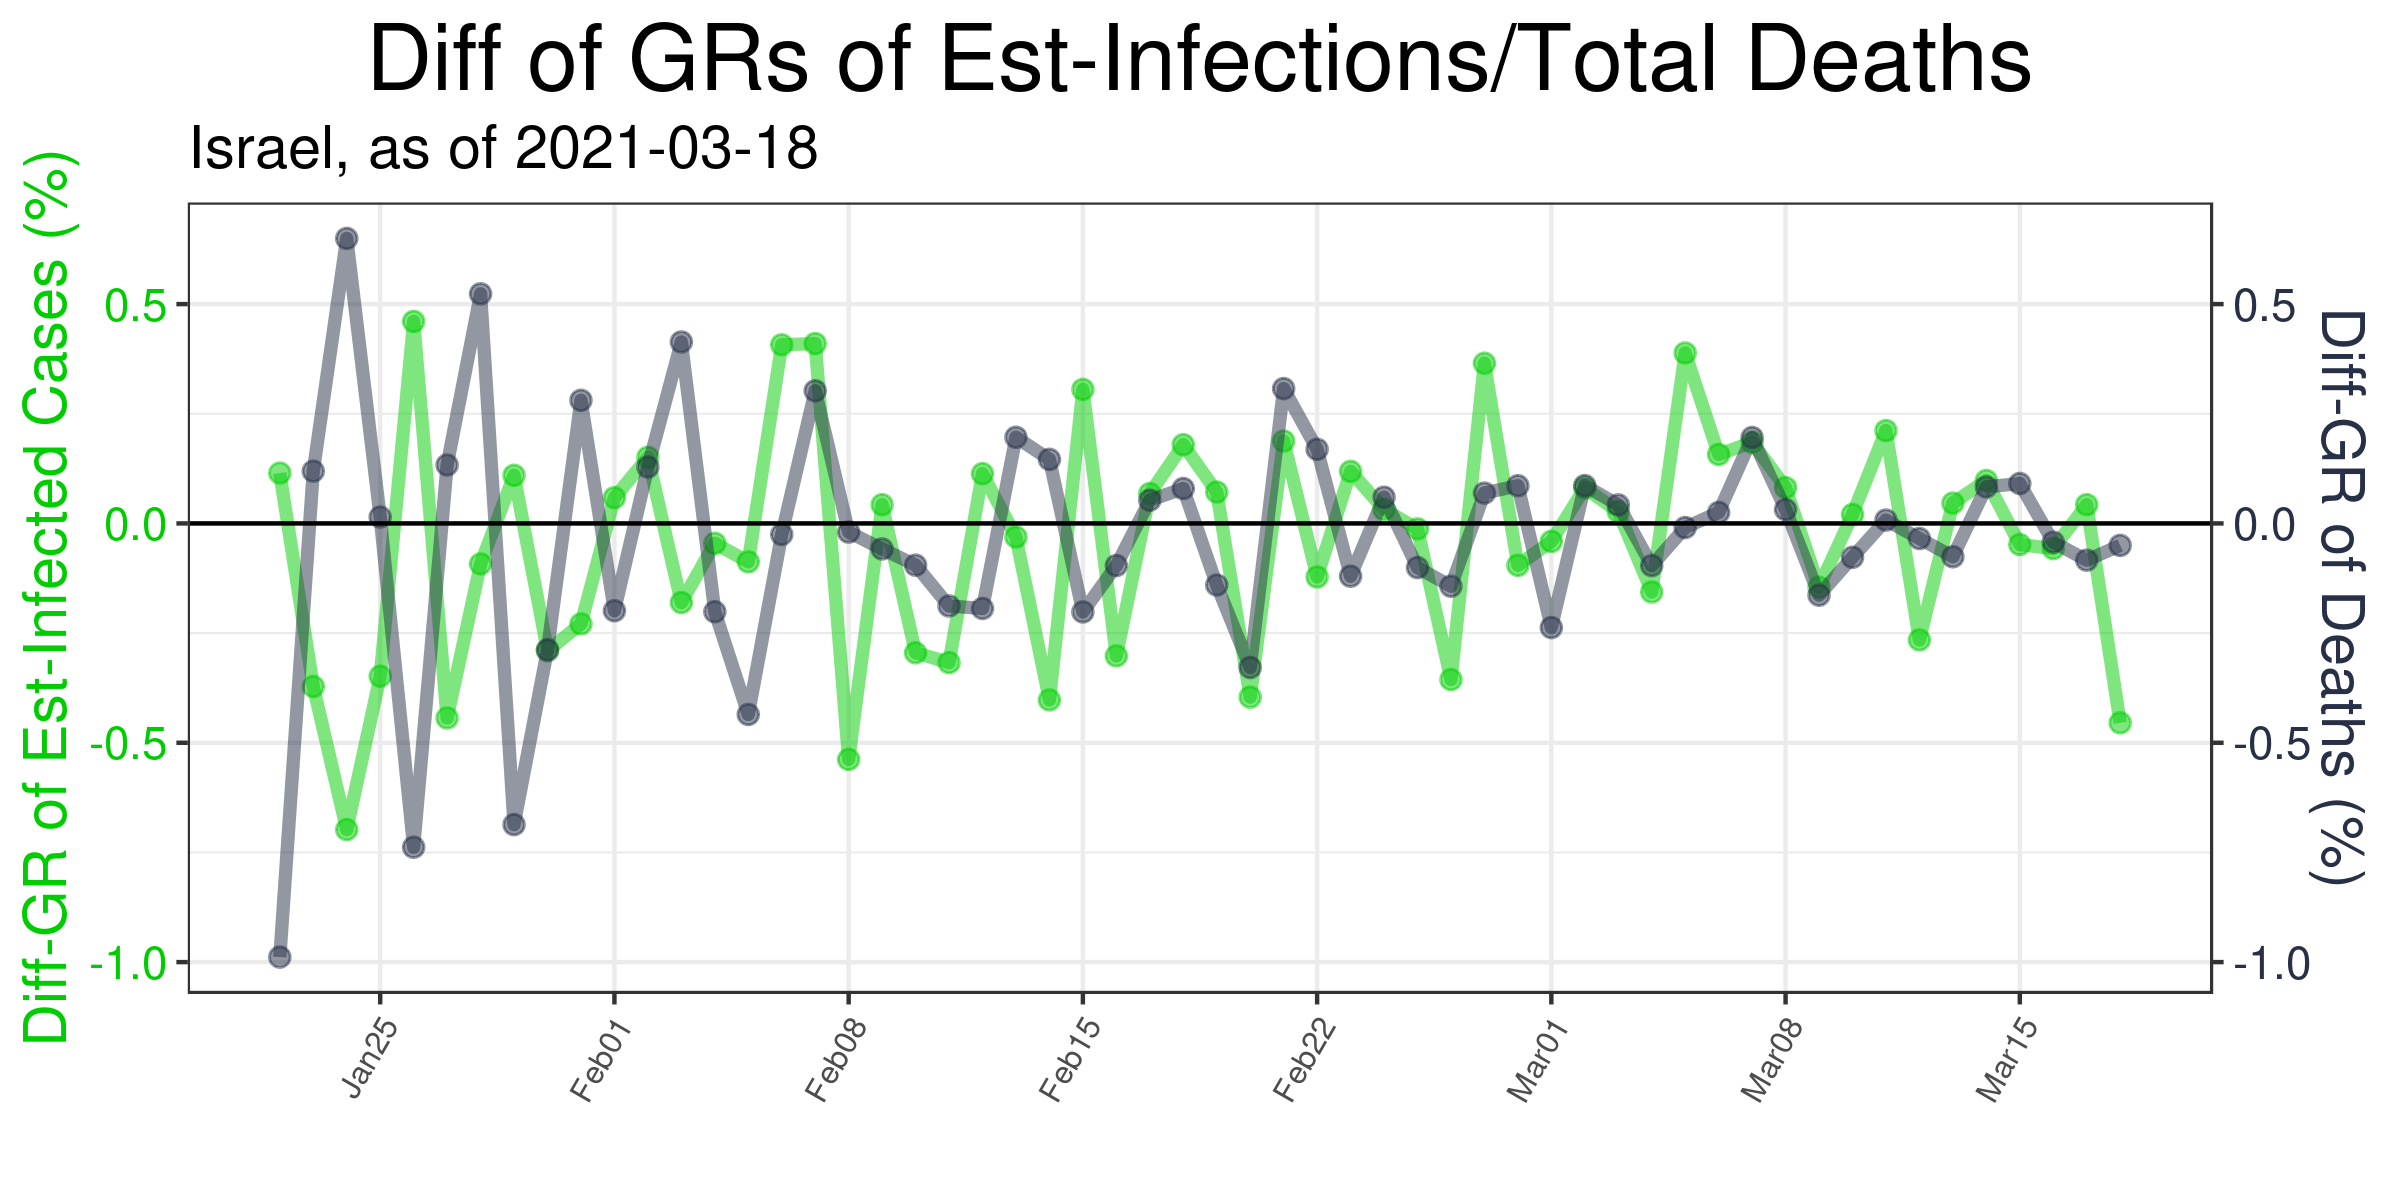 Diff of GRs of Est-Infections/Total Deaths
Israel, as of 2021-03-18
Diff-GR of Est-Infected Cases (%)
0.5
0.0
-0.5
-1.0
0.5
0.0
-0.5
-1.0
Diff-GR of Deaths (%)
Jan25
Feb01
Feb08
Feb15
Feb22
Mar01
Mar08
Mar15